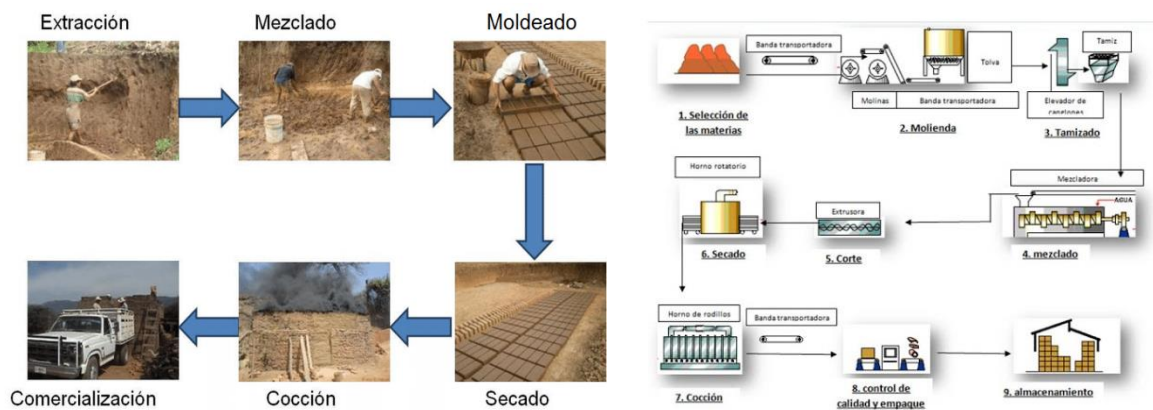 Extracción
Mezclado
Moldeado
Comercialización
Cocción
Secado
Banda transportadora
Tolva
Tamiz
Molinas
Banda transportadora
Elevador de
cangilones
1. Selección de
las materias
2. Molienda
3. Tamizado
Horno rotatorio
Extrusora
Mezcladora
AGUA
6. Secado
5. Corte
4. mezclado
Horno de rodillos
Banda transportadora
7. Cocción
8. control de
calidad y empaque
9. almacenamiento